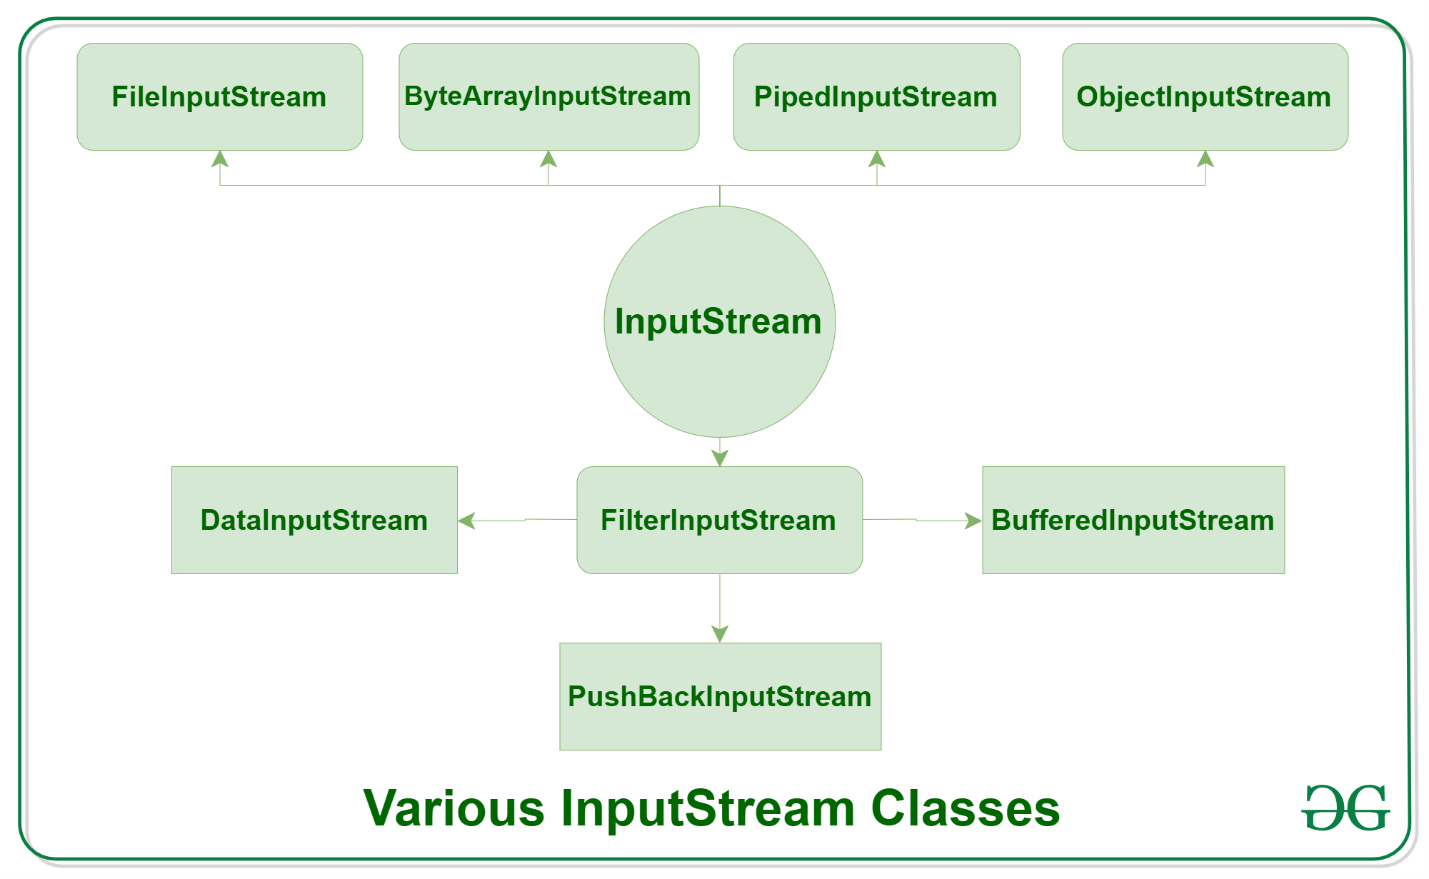 FileInputStream
ByteArrayInputStream
PipedInputStream
ObjectInputStream
InputStream
DataInputStream
FilterInputStream
BufferedInputStream
PushBackInputStream
Various InputStream Classes